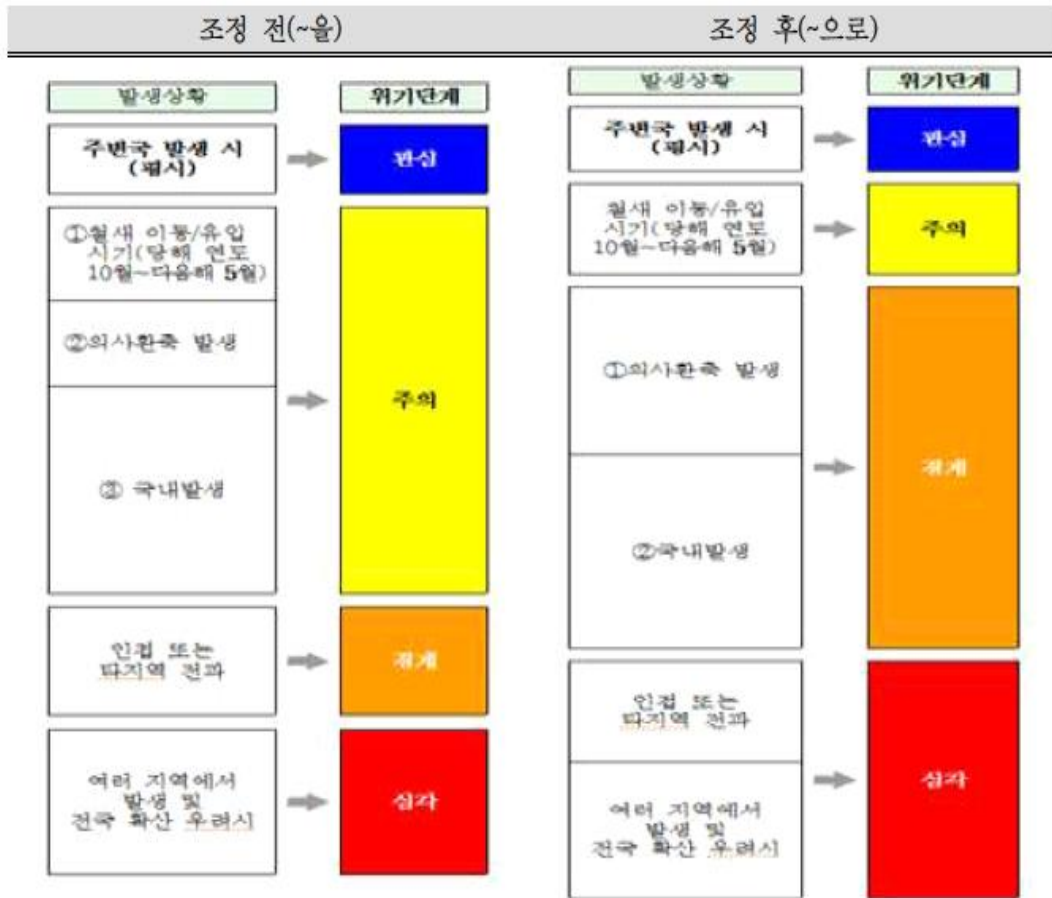 조정 전(~을)
조정 후(~으로)
발생상황
위기단계
주변국 발생 시
(평시)
관심
①철새 이동/유입
시기(당해 연도
10월~다음해 5월)
②의사환축 발생
③ 국내발생
주의
인접 또는
타지역 전파
경계
여러 지역에서
발생 및
전국 확산 우려시
심각
발생상황
위기단계
주변국 발생 시
(평시)
관심
철새 이동/유입
시기(당해 연도
10월~다음해 5월)
주의
①의사환축 발생
②국내발생
경계
인접 또는
타지역 전파
여러 지역에서
발생 및
전국 확산 우려시
심각